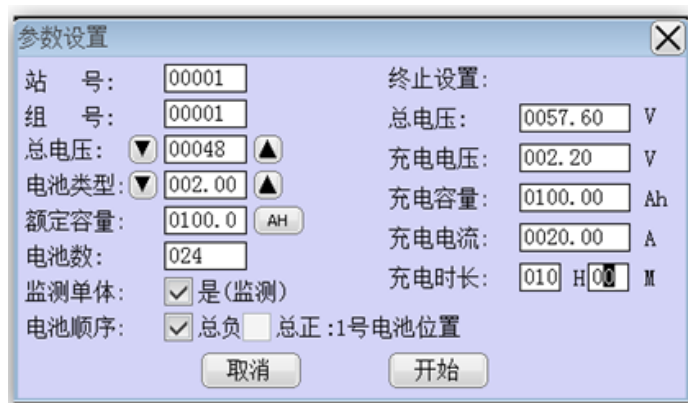 参数设置
站 号: 00001
组 号: 00001
总电压: 00048
电池类型: 002.00
额定容量: 0100.0 AH
电池数: 024
监测单体: 是(监测)
电池顺序: 总负 总正 :1号电池位置
终止设置:
总电压: 0057.60 V
充电电压: 002.20 V
充电容量: 0100.00 Ah
充电电流: 0020.00 A
充电时长: 010 H 00 M
取消 开始